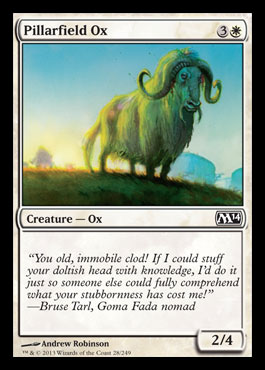 Pillarfield Ox 3
Creature — Ox M14
“You old, immobile clod! If I could stuff
your doltish head with knowledge, I’d do it
just so someone else could fully comprehend
what your stubbornness has cost me!”
—Bruse Tarl, Goma Fada nomad
Andrew Robinson
™ & © 2013 Wizards of the Coast 28/249
2/4